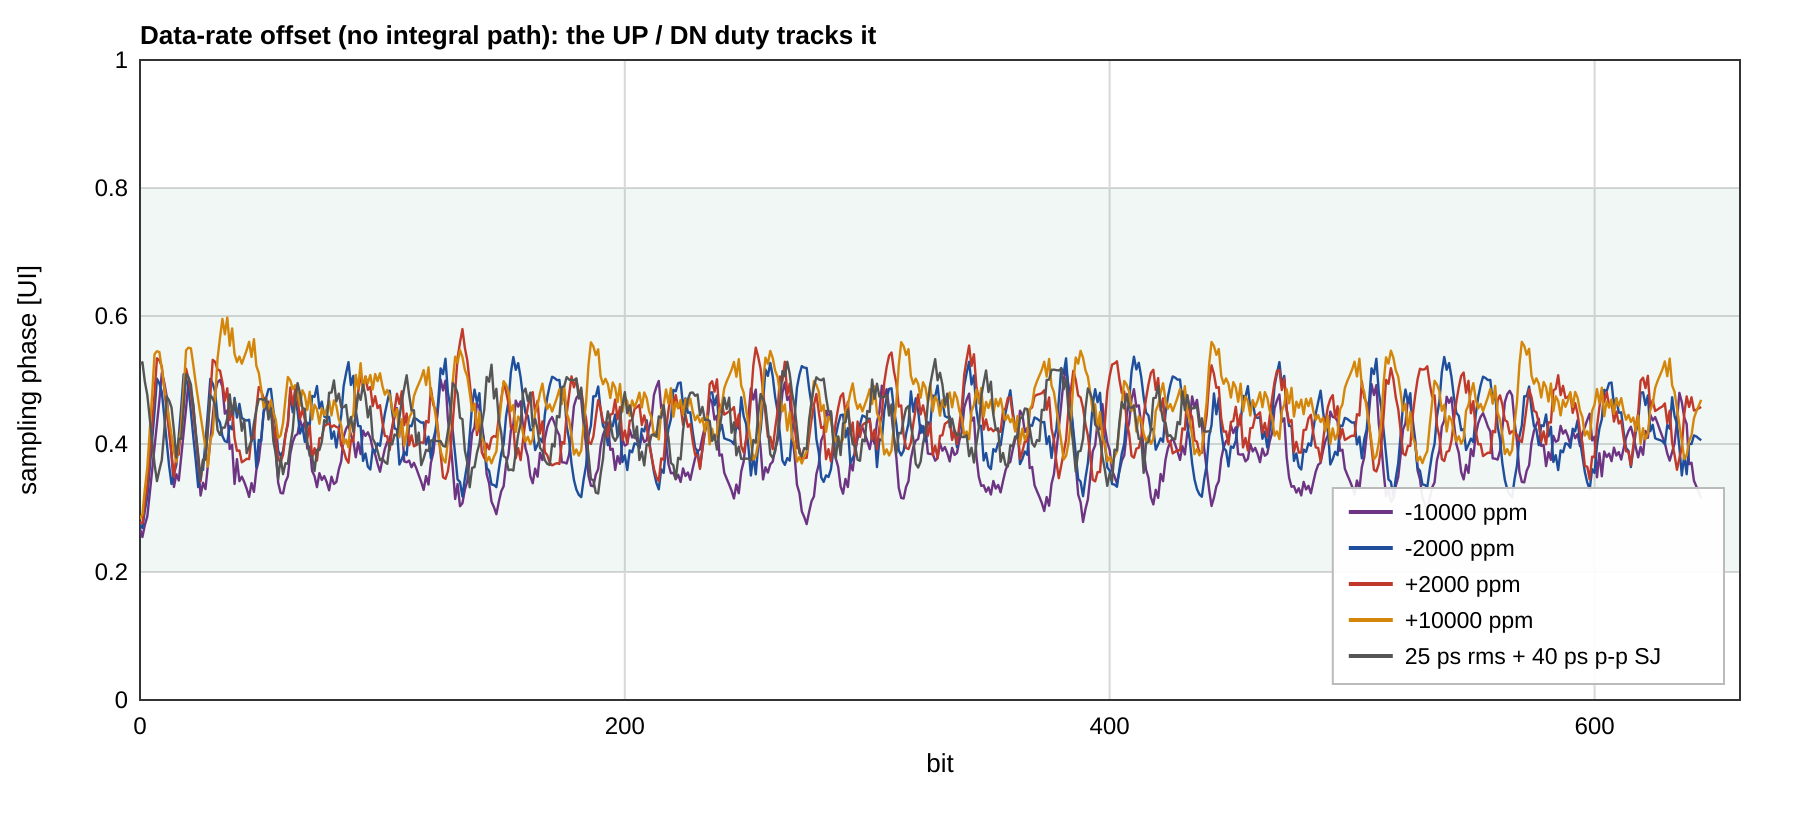 Data-rate offset (no integral path): the UP / DN duty tracks it
1
0.8
0.6
0.4
0.2
0
sampling phase [UI]
0
200
400
600
bit
-10000 ppm
-2000 ppm
+2000 ppm
+10000 ppm
25 ps rms + 40 ps p-p SJ